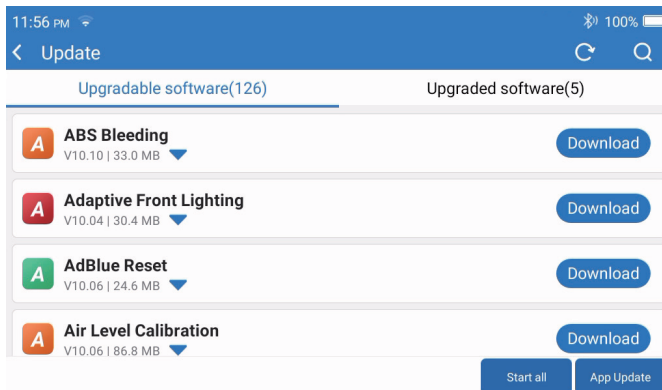 11:56 PM 100%
Update
Upgradable software(126) Upgraded software(5)
A ABS Bleeding
V10.10 | 33.0 MB
Download
A Adaptive Front Lighting
V10.04 | 30.4 MB
Download
A AdBlue Reset
V10.06 | 24.6 MB
Download
A Air Level Calibration
V10.06 | 86.8 MB
Download
Start all App Update